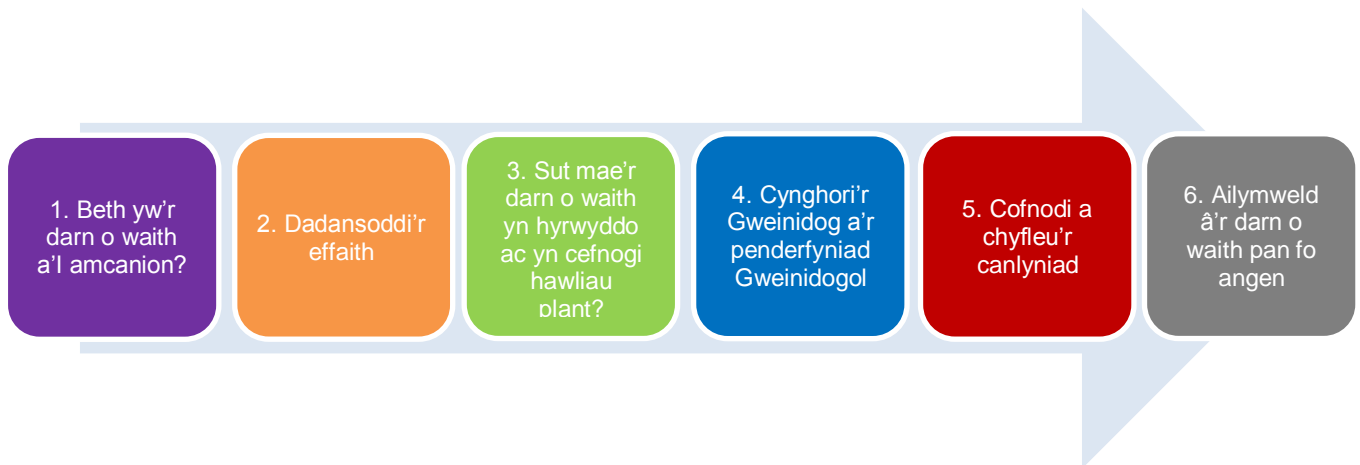 1. Beth yw'r
darn o waith
a'I amcanion?
2. Dadansoddi'r
effaith
3. Sut mae'r
darn o waith
yn hyrwyddo
ac yn cefnogi
hawliau
plant?
4. Cynghori'r
Gweinidog a'r
penderfyniad
Gweinidogol
5. Cofnodi a
chyfleu'r
canlyniad
6. Ailymweld
â'r darn o
waith pan fo
angen